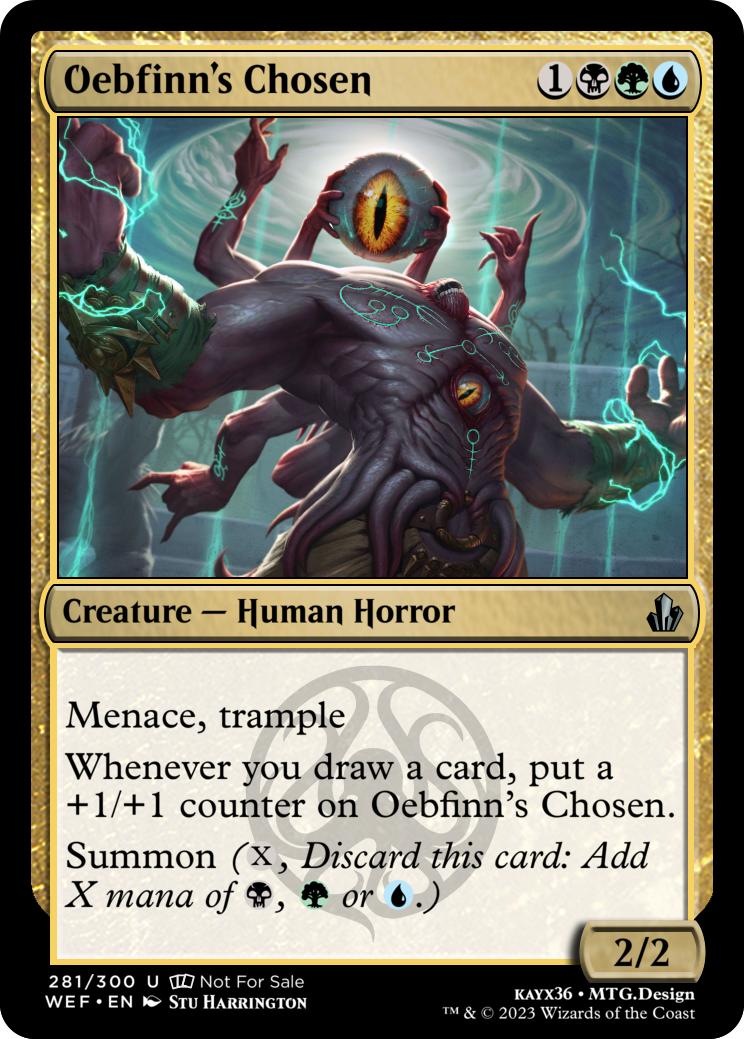 Oebfinn's Chosen 1
Creature — Human Horror
Menace, trample
Whenever you draw a card, put a
+1/+1 counter on Oebfinn's Chosen.
Summon (X, Discard this card: Add
X mana of , or .)
2/2
281/300 U Not For Sale
WEF • EN STU HARRINGTON
KAYX36 • MTG.Design
™ & © 2023 Wizards of the Coast